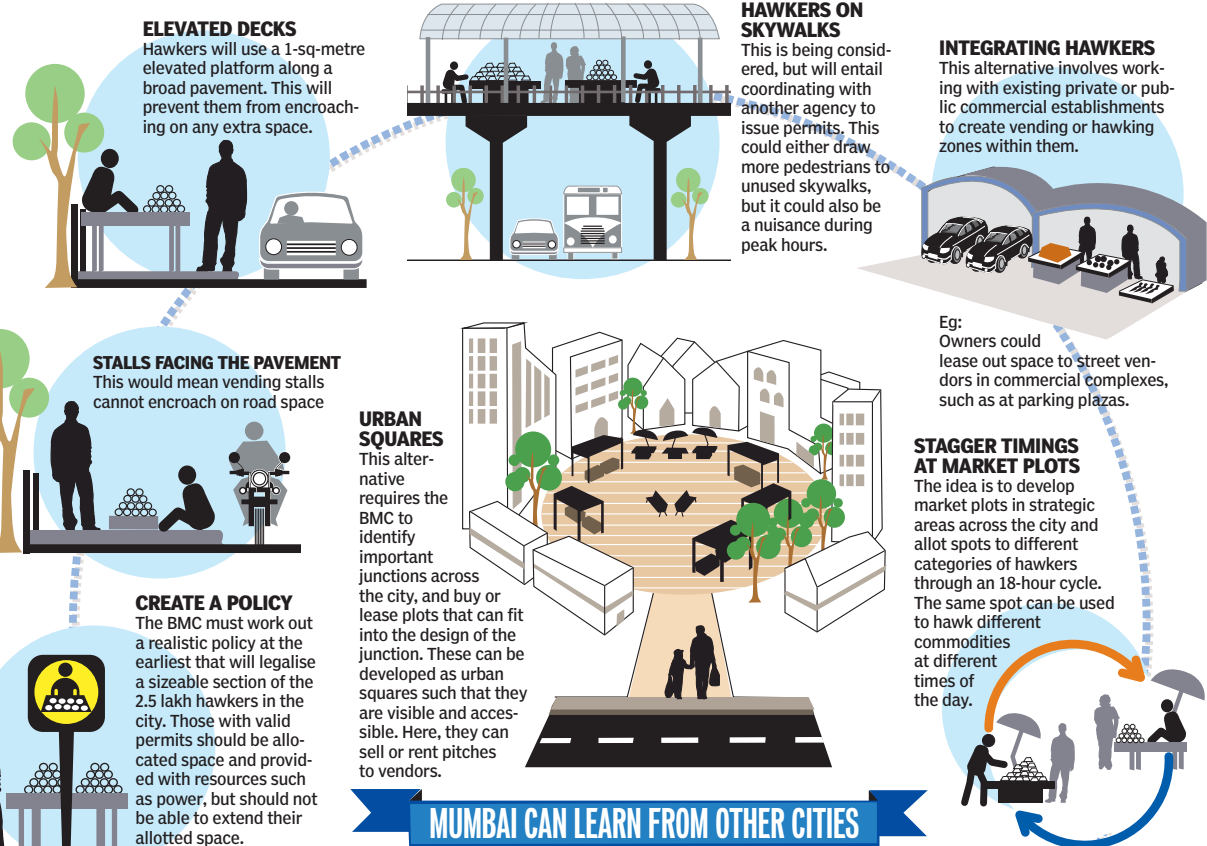 ELEVATED DECKS
Hawkers will use a 1-sq-metre
elevated platform along a
broad pavement. This will
prevent them from encroach-
ing on any extra space.
HAWKERS ON
SKYWALKS
This is being consid-
ered, but will entail
coordinating with
another agency to
issue permits. This
could either draw
more pedestrians to
unused skywalks,
but it could also be
a nuisance during
peak hours.
INTEGRATING HAWKERS
This alternative involves work-
ing with existing private or pub-
lic commercial establishments
to create vending or hawking
zones within them.
Eg:
Owners could
lease out space to street ven-
dors in commercial complexes,
such as at parking plazas.
STALLS FACING THE PAVEMENT
This would mean vending stalls
cannot encroach on road space
URBAN
SQUARES
This alter-
native
requires the
BMC to
identify
important
junctions across
the city, and buy or
lease plots that can fit
into the design of the
junction. These can be
developed as urban
squares such that they
are visible and acces-
sible. Here, they can
sell or rent pitches
to vendors.
STAGGER TIMINGS
AT MARKET PLOTS
The idea is to develop
market plots in strategic
areas across the city and
allot spots to different
categories of hawkers
through an 18-hour cycle.
The same spot can be used
to hawk different
commodities
at different
times of
the day.
CREATE A POLICY
The BMC must work out
a realistic policy at the
earliest that will legalise
a sizeable section of the
2.5 lakh hawkers in the
city. Those with valid
permits should be allo-
cated space and provid-
ed with resources such
as power, but should not
be able to extend their
allotted space.
MUMBAI CAN LEARN FROM OTHER CITIES